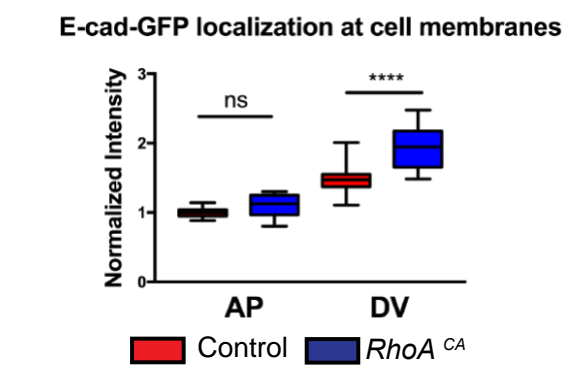 E-cad-GFP localization at cell membranes
Normalized Intensity
3
2
1
0
ns
****
AP
DV
Control
RhoA CA